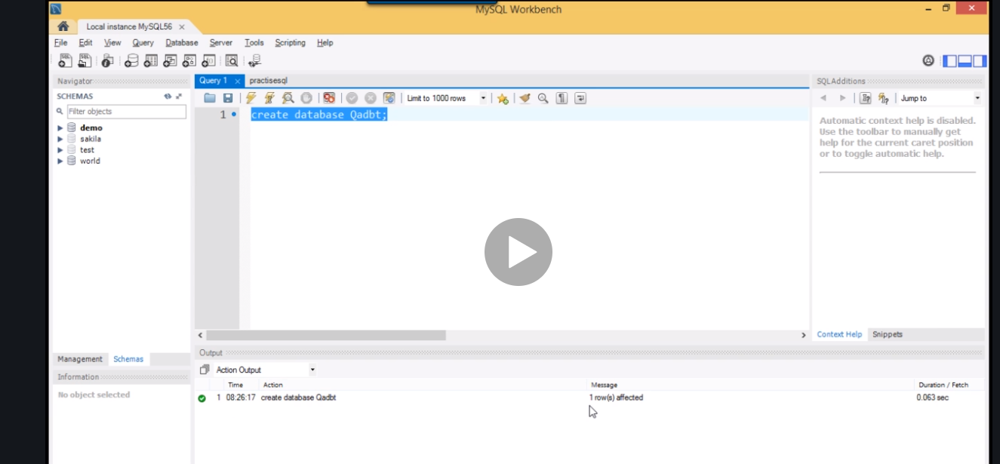 MySQL Workbench
Local instance MySQL56
File Edit View Query Database Server Tools Scripting Help
Navigator
SCHEMAS
Filter objects
demo
sakila
test
world
Management Schemas
Information
No object selected
Query 1 practisesql
Limit to 1000 rows
1 create database Qadbt;
SQLAdditions
Jump to
Automatic context help is disabled.
Use the toolbar to manually get
help for the current caret position
or to toggle automatic help.
Context Help Snippets
Output
Action Output
Time Action Message Duration / Fetch
1 08:26:17 create database Qadbt 1 row(s) affected 0.063 sec